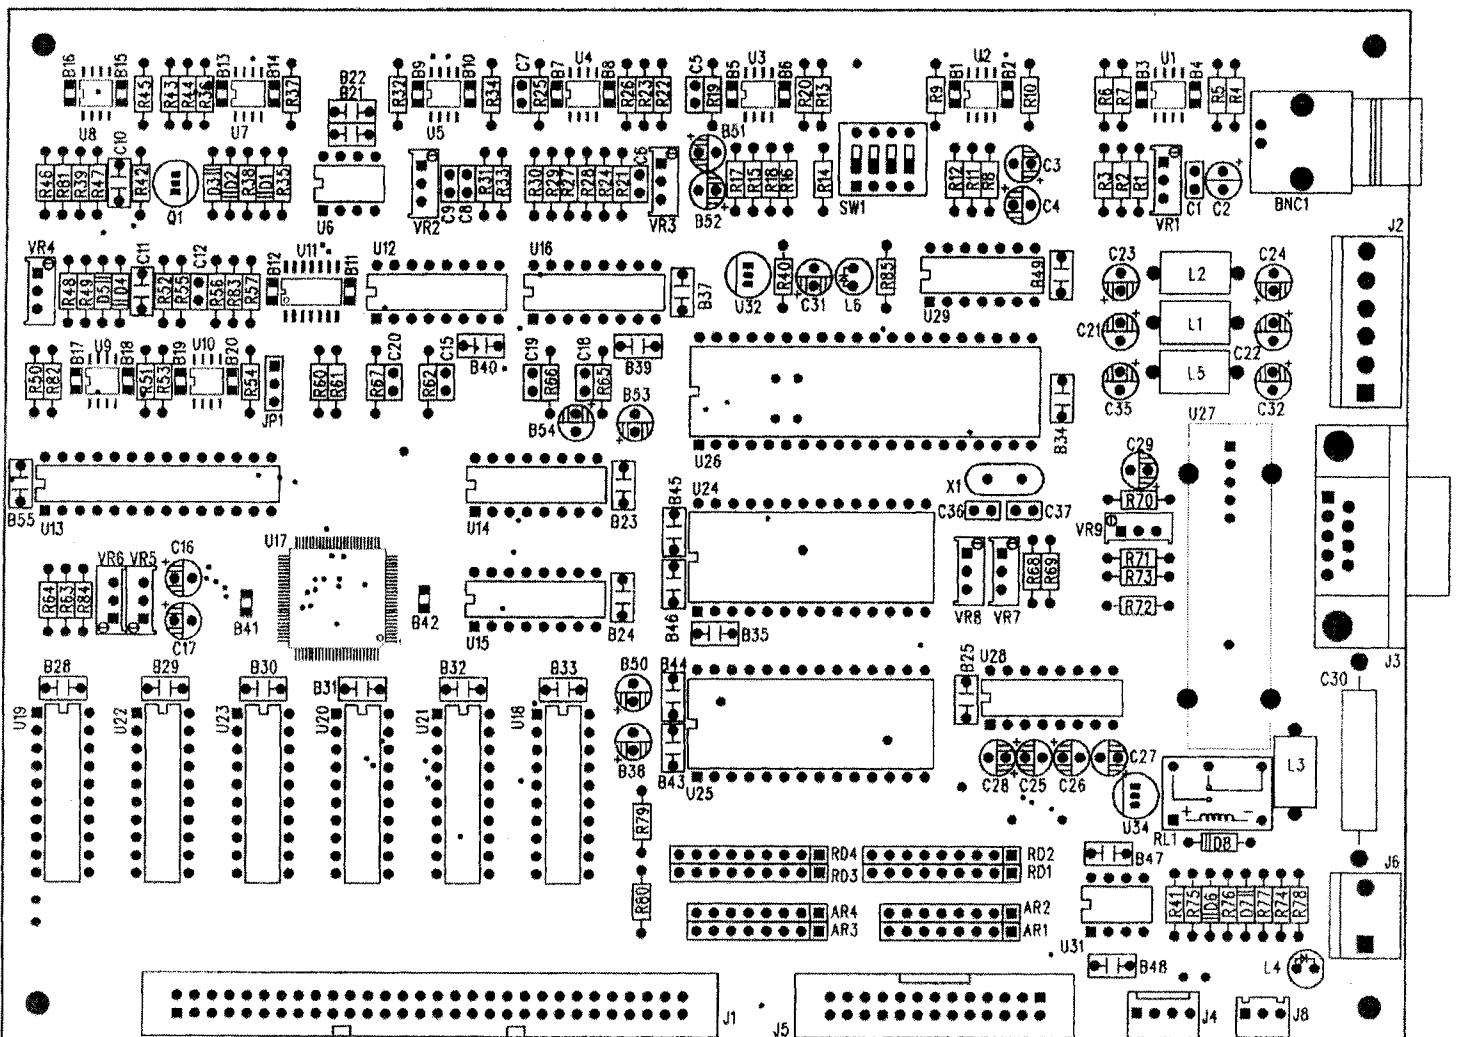 B16 B15 R45 R43 R44 R36 B13 B14 R37 B22 B21 R32 B9 B10 R34 C7 R25 B7 U4 B8 R26 R23 R22 C5 R19 B5 U3 B6 R20 R13 R9 B1 U2 B2 R10 R6 R7 B3 U1 B4 R5 R4
U8 C10 U7 U5 B51
R46 R81 R39 R47 R42 Q1 D3 D2 R38 D1 R35 U6 VR2 C9 C8 R31 R33 R30 R29 R27 R28 R24 R21 C6 VR3 B52 R17 R15 R18 R16 R14 SW1 R12 R11 R8 C3 C4 R3 R2 R1 VR1 C1 C2 BNC1
J2
VR4 R48 R49 D5 D4 C11 R52 R55 C12 R56 R83 R57 B12 U11 B11 U12 U16 B37 U32 R40 C31 L6 R85 U29 B49 C23 L2 C24
C21 L1 C22
R50 R82 B17 U9 B18 R51 R53 B19 U10 B20 R54 JP1 R60 R61 R67 C20 R62 C15 B40 C19 R66 C18 R65 B39 B54 B53 B34 C35 L5 C32
U27
B55 U13 U14 B23 U26 U24 B45 X1 C29
C36 C37 R70
VR9
U17 R71
R73
R72
R64 R63 R84 VR6 VR5 C16 C17 B41 B42 U15 B24 B46 B35 VR8 VR7 R68 R69
J3
B28 B29 B30 B31 B32 B33 B50 B44 B25 U28 C30
U19 U22 U23 U20 U21 U18 B38 B43 U25 C28 C25 C26 C27 L3
U34 RL1 D8
R79 RD4 RD2 B47
RD3 RD1 J6
R80 AR4 AR2 R41 R75 D6 R76 D7 R77 R74 R78
AR3 AR1 U31
B48 L4
J1 J5 J4 J8